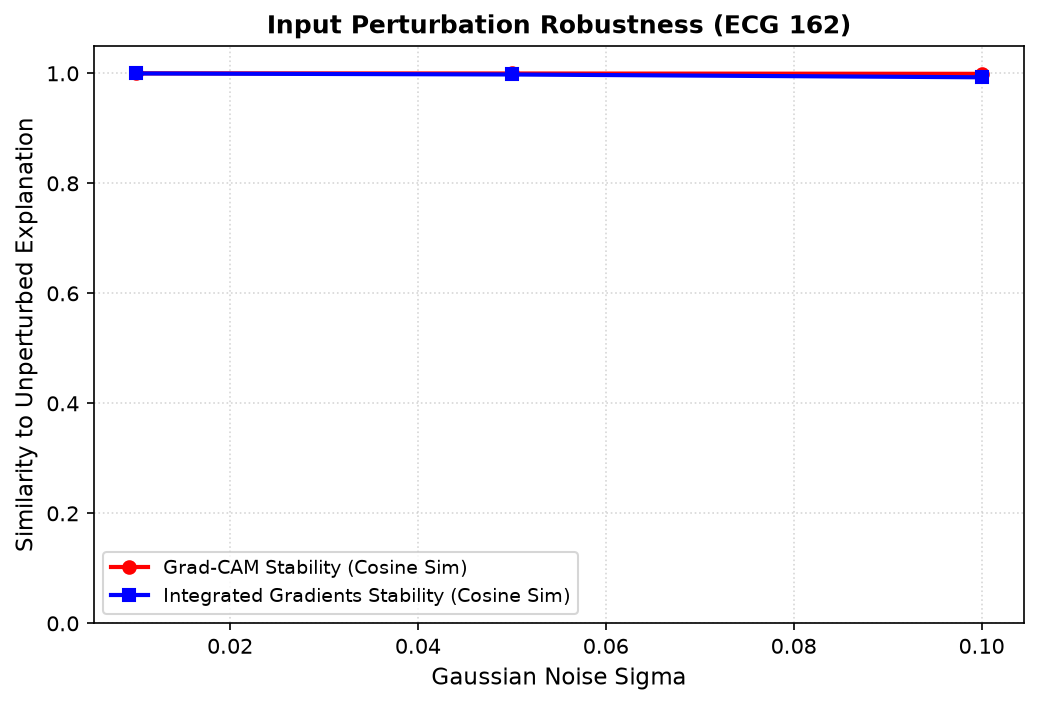 Input Perturbation Robustness (ECG 162)
Similarity to Unperturbed Explanation
1.0
0.8
0.6
0.4
0.2
0.0
Grad-CAM Stability (Cosine Sim)
Integrated Gradients Stability (Cosine Sim)
0.02 0.04 0.06 0.08 0.10
Gaussian Noise Sigma